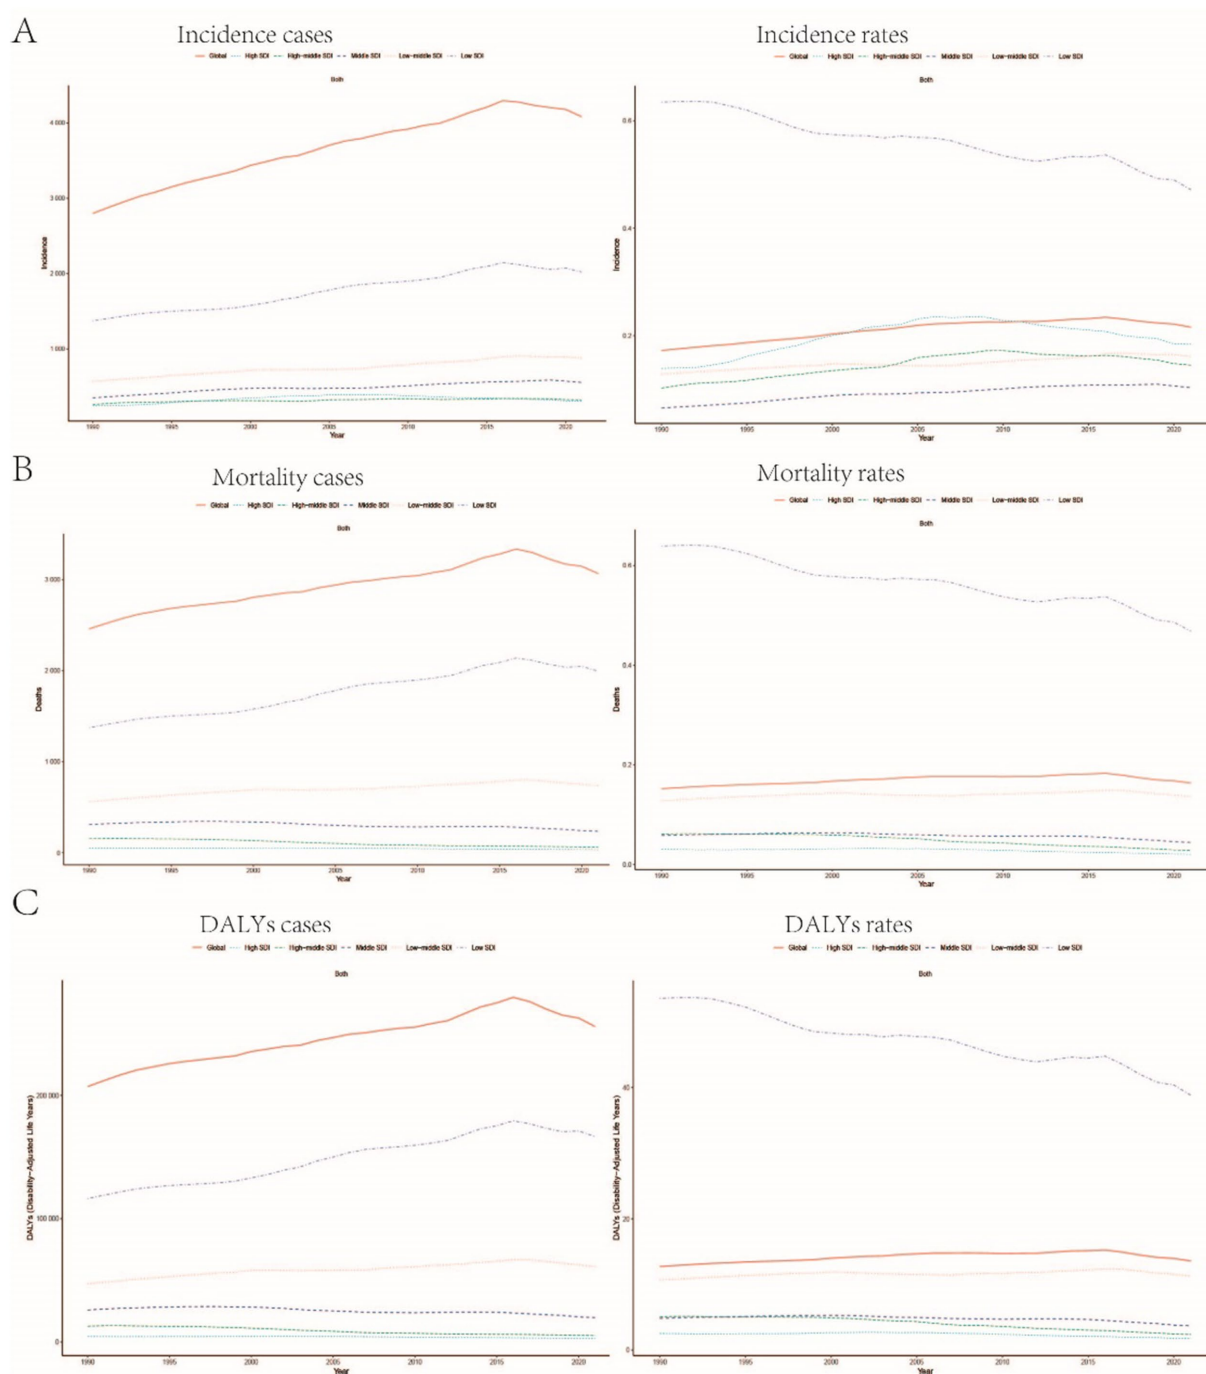 A
Incidence cases
Global High SDI High-middle SDI Middle SDI Low-middle SDI Low SDI
Both
4 000
3 000
2 000
1 000
Incidence
1990 1995 2000 2005 2010 2015 2020
Year
Incidence rates
Global High SDI High-middle SDI Middle SDI Low-middle SDI Low SDI
Both
0.6
0.4
0.2
Incidence
1990 1995 2000 2005 2010 2015 2020
Year
B
Mortality cases
Global High SDI High-middle SDI Middle SDI Low-middle SDI Low SDI
Both
3 000
2 000
1 000
0
Deaths
1990 1995 2000 2005 2010 2015 2020
Year
Mortality rates
Global High SDI High-middle SDI Middle SDI Low-middle SDI Low SDI
Both
0.6
0.4
0.2
0.0
Deaths
1990 1995 2000 2005 2010 2015 2020
Year
C
DALYs cases
Global High SDI High-middle SDI Middle SDI Low-middle SDI Low SDI
Both
200 000
100 000
0
DALYs (Disability-Adjusted Life Years)
1990 1995 2000 2005 2010 2015 2020
Year
DALYs rates
Global High SDI High-middle SDI Middle SDI Low-middle SDI Low SDI
Both
40
20
0
DALYs (Disability-Adjusted Life Years)
1990 1995 2000 2005 2010 2015 2020
Year